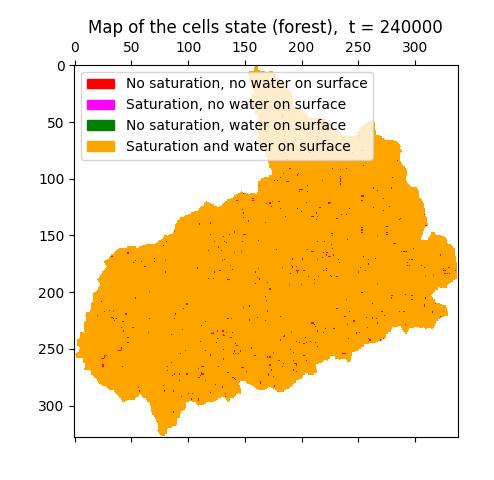 Map of the cells state (forest),  t = 240000
0 50 100 150 200 250 300
0
No saturation, no water on surface
Saturation, no water on surface
50
No saturation, water on surface
Saturation and water on surface
100
150
200
250
300